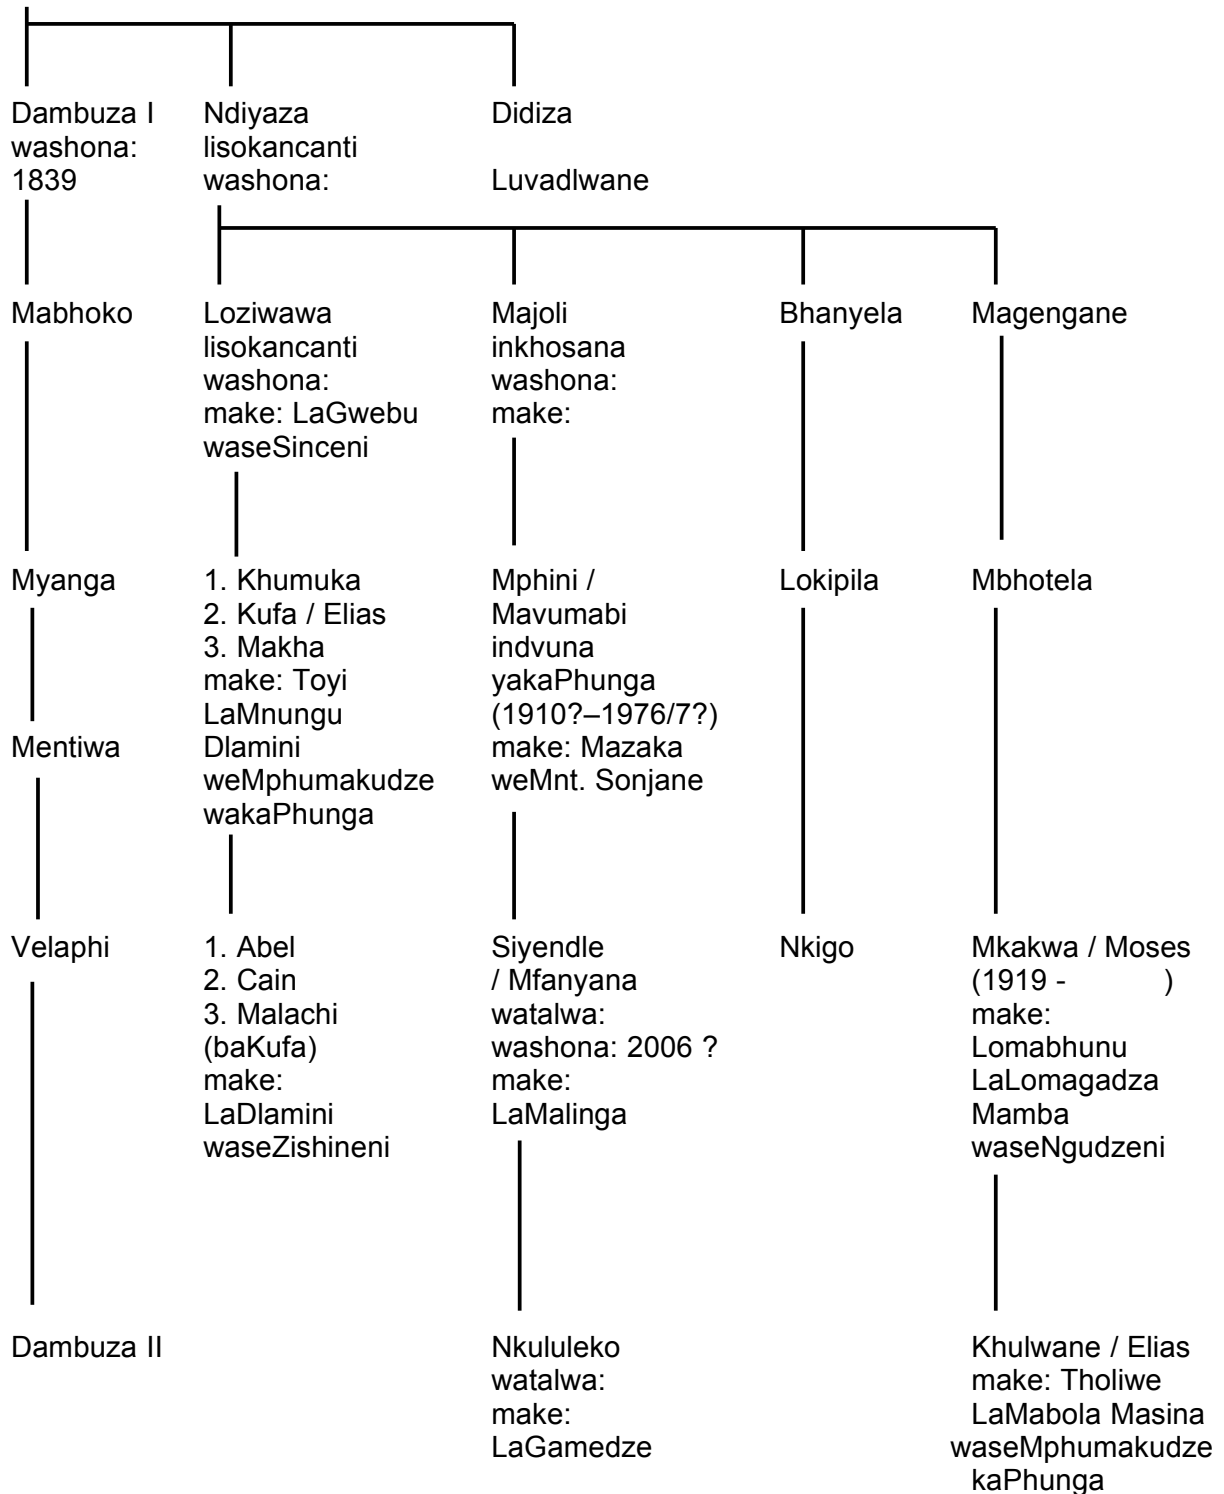 Dambuza I
washona:
1839
Ndiyaza
lisokancanti
washona:
Didiza
Luvadlwane
Mabhoko
Loziwawa
lisokancanti
washona:
make: LaGwebu
waseSinceni
Majoli
inkhosana
washona:
make:
Bhanyela
Magengane
Myanga
1. Khumuka
2. Kufa / Elias
3. Makha
make: Toyi
LaMnungu
Dlamini
weMphumakudze
wakaPhunga
Mphini /
Mavumabi
indvuna
yakaPhunga
(1910?–1976/7?)
make: Mazaka
weMnt. Sonjane
Lokipila
Mbhotela
Mentiwa
Velaphi
1. Abel
2. Cain
3. Malachi
(baKufa)
make:
LaDlamini
waseZishineni
Siyendle
/ Mfanyana
watalwa:
washona: 2006 ?
make:
LaMalinga
Nkigo
Mkakwa / Moses
(1919 - )
make:
Lomabhunu
LaLomagadza
Mamba
waseNgudzeni
Dambuza II
Nkululeko
watalwa:
make:
LaGamedze
Khulwane / Elias
make: Tholiwe
LaMabola Masina
waseMphumakudze
kaPhunga